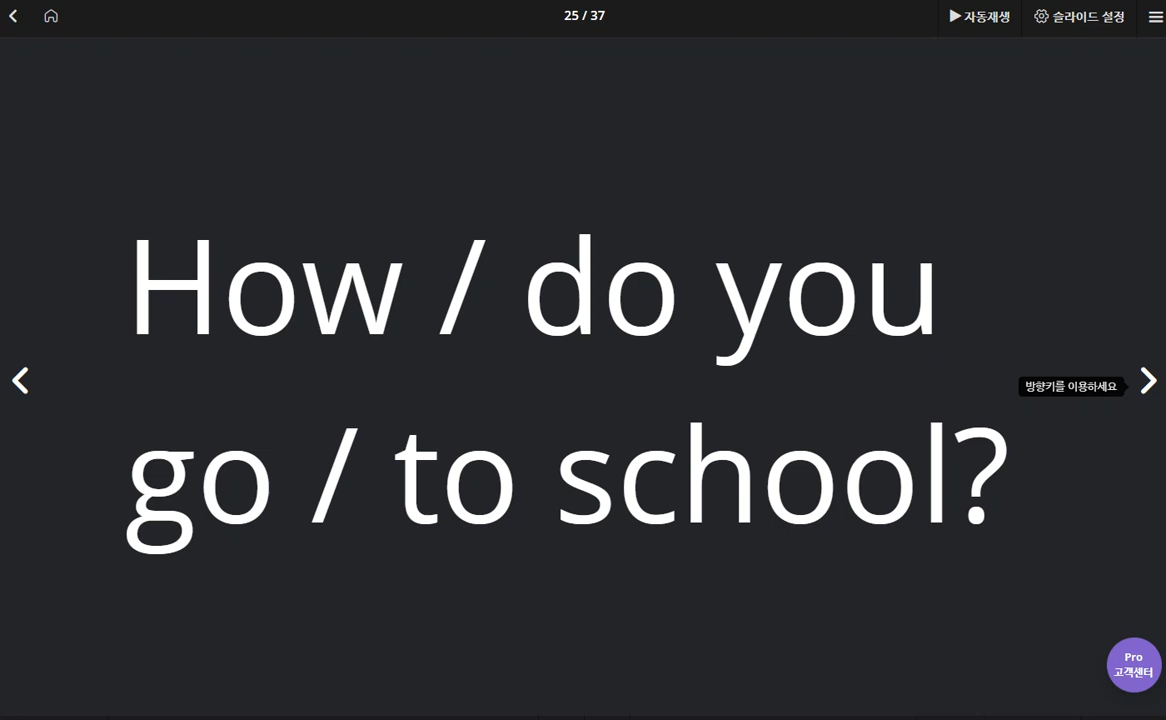 25 / 37
▶ 자동재생
슬라이드 설정
How / do you
go / to school?
방향키를 이용하세요
Pro
고객센터